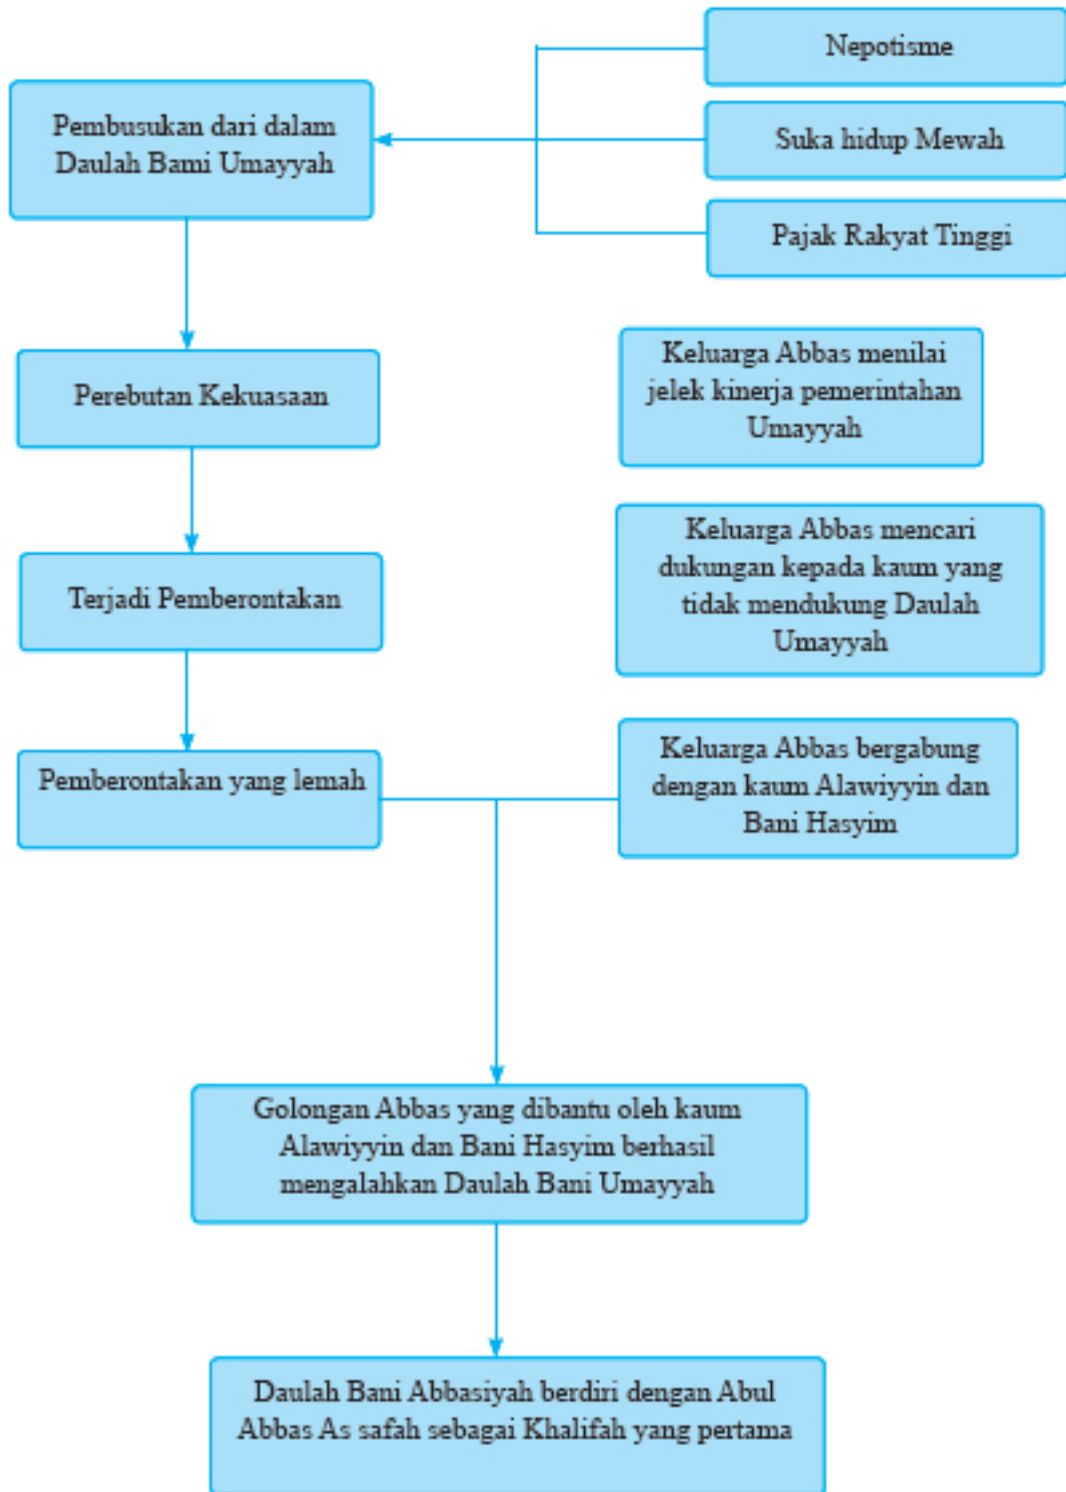 Nepotisme
Pembusukan dari dalam
Daulah Bami Umayyah
Suka hidup Mewah
Pajak Rakyat Tinggi
Perebutan Kekuasaan
Keluarga Abbas menilai
jelek kinerja pemerintahan
Umayyah
Terjadi Pemberontakan
Keluarga Abbas mencari
dukungan kepada kaum yang
tidak mendukung Daulah
Umayyah
Pemberontakan yang lemah
Keluarga Abbas bergabung
dengan kaum Alawiyyin dan
Bani Hasyim
Golongan Abbas yang dibantu oleh kaum
Alawiyyin dan Bani Hasyim berhasil
mengalahkan Daulah Bani Umayyah
Daulah Bani Abbasiyah berdiri dengan Abul
Abbas As safah sebagai Khalifah yang pertama